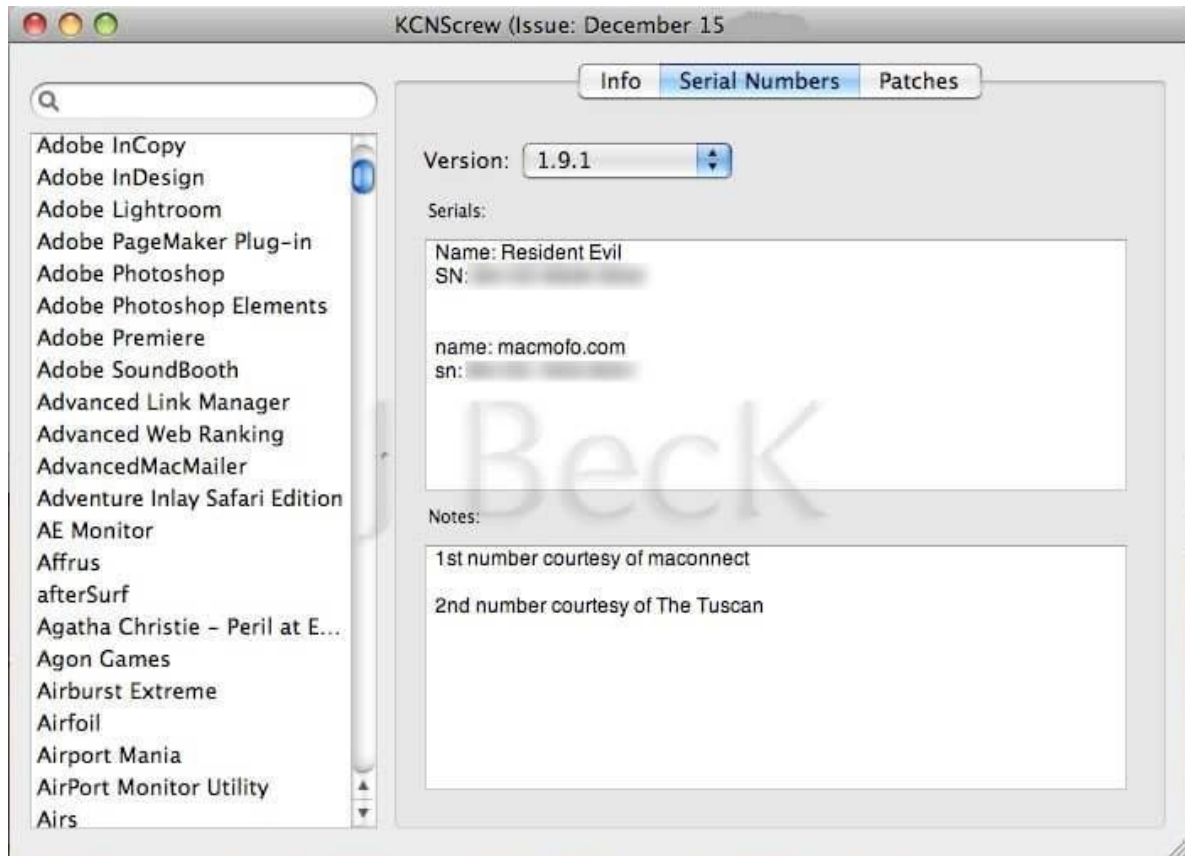 KCNScrew (Issue: December 15
Info
Serial Numbers
Patches
Adobe InCopy
Adobe InDesign
Adobe Lightroom
Adobe PageMaker Plug-in
Adobe Photoshop
Adobe Photoshop Elements
Adobe Premiere
Adobe SoundBooth
Advanced Link Manager
Advanced Web Ranking
AdvancedMacMailer
Adventure Inlay Safari Edition
AE Monitor
Affrus
afterSurf
Agatha Christie – Peril at E...
Agon Games
Airburst Extreme
Airfoil
Airport Mania
AirPort Monitor Utility
Airs
Version: 1.9.1
Serials:
Name: Resident Evil
SN:
name: macmofo.com
sn:
J BecK
Notes:
1st number courtesy of maconnect
2nd number courtesy of The Tuscan